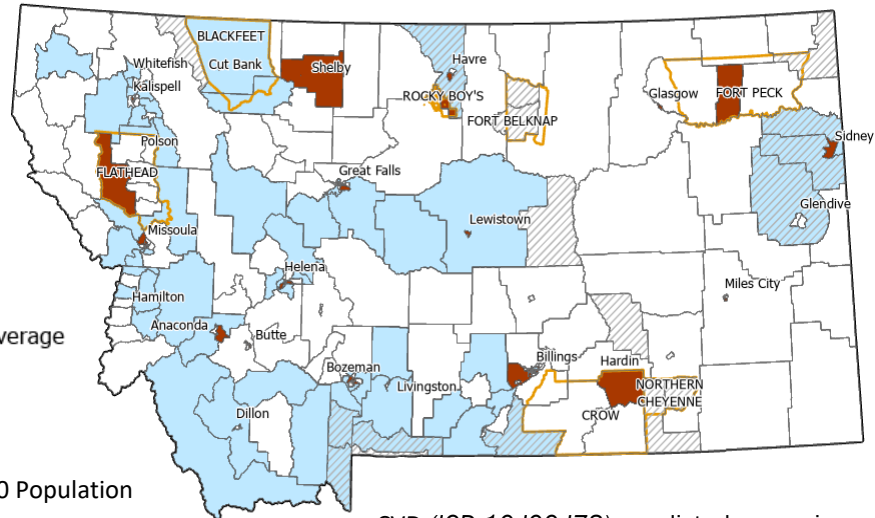 BLACKFEET
Cut Bank
Whitefish
Kalispell
Shelby
Havre
ROCKY BOY'S
FORT BELKNAP
Glasgow
FORT PECK
Sidney
Polson
FLATHEAD
Great Falls
Glendive
Missoula
Lewistown
Helena
Miles City
Hamilton
Anaconda
verage
Butte
Bozeman
Billings
Hardin
Livingston
NORTHERN
CHEYENNE
CROW
Dillon
0 Population